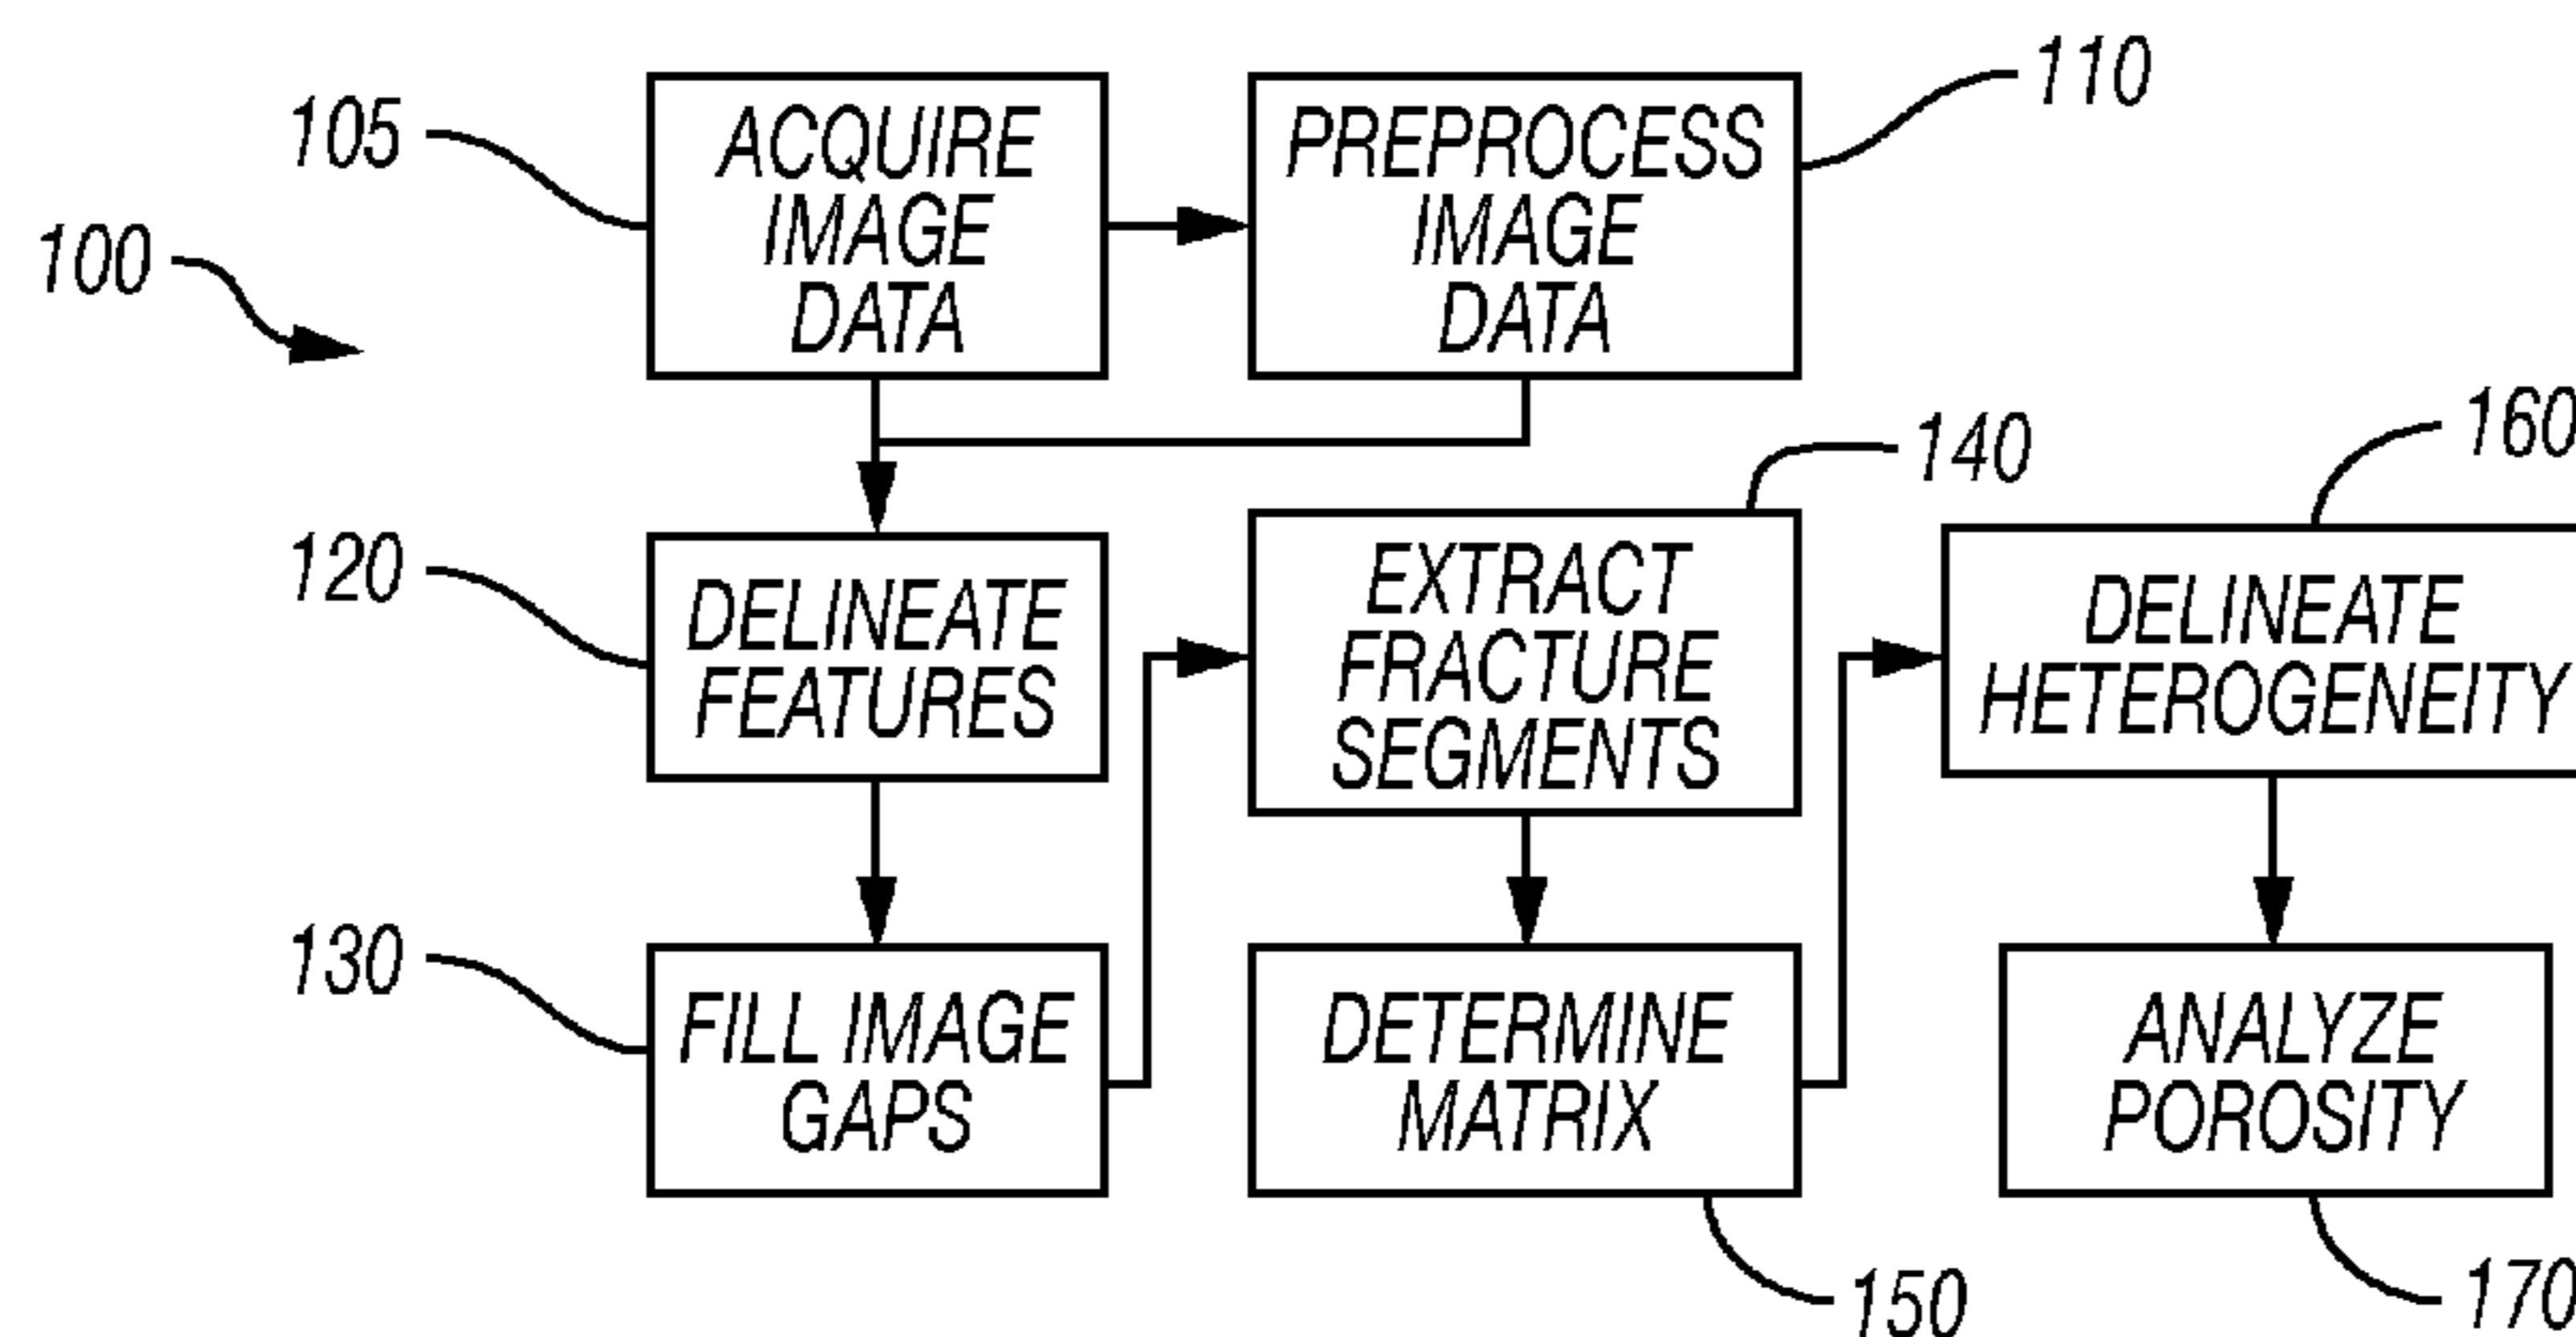 105
ACQUIRE
IMAGE
DATA
PREPROCESS
IMAGE
DATA
110
100
120
DELINEATE
FEATURES
140
EXTRACT
FRACTURE
SEGMENTS
160
DELINEATE
HETEROGENEITY
130
FILL IMAGE
GAPS
DETERMINE
MATRIX
150
ANALYZE
POROSITY
170